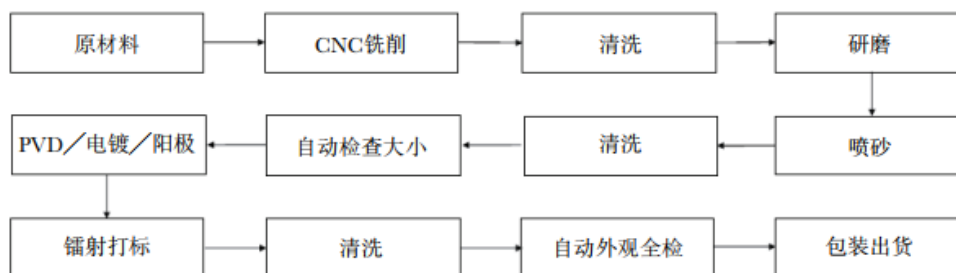 原材料
CNC铣削
清洗
研磨
PVD／电镀／阳极
自动检查大小
清洗
喷砂
镭射打标
清洗
自动外观全检
包装出货